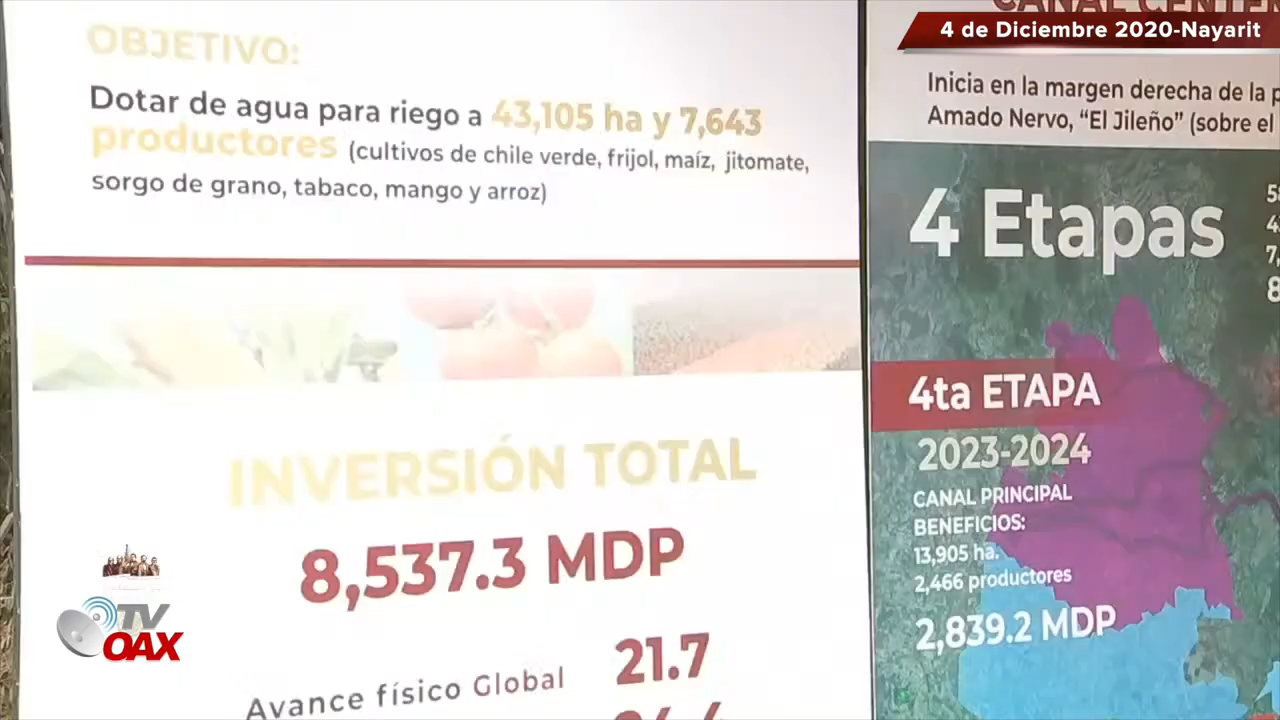 OBJETIVO:
Dotar de agua para riego a 43,105 ha y 7,643
productores (cultivos de chile verde, frijol, maíz, jitomate,
sorgo de grano, tabaco, mango y arroz)
INVERSIÓN TOTAL
8,537.3 MDP
Avance físico Global 21.7
TV
OAX
4 de Diciembre 2020-Nayarit
Inicia en la margen derecha de la
Amado Nervo, “El Jileño” (sobre el
4 Etapas
4ta ETAPA
2023-2024
CANAL PRINCIPAL
BENEFICIOS:
13,905 ha.
2,466 productores
2,839.2 MDP